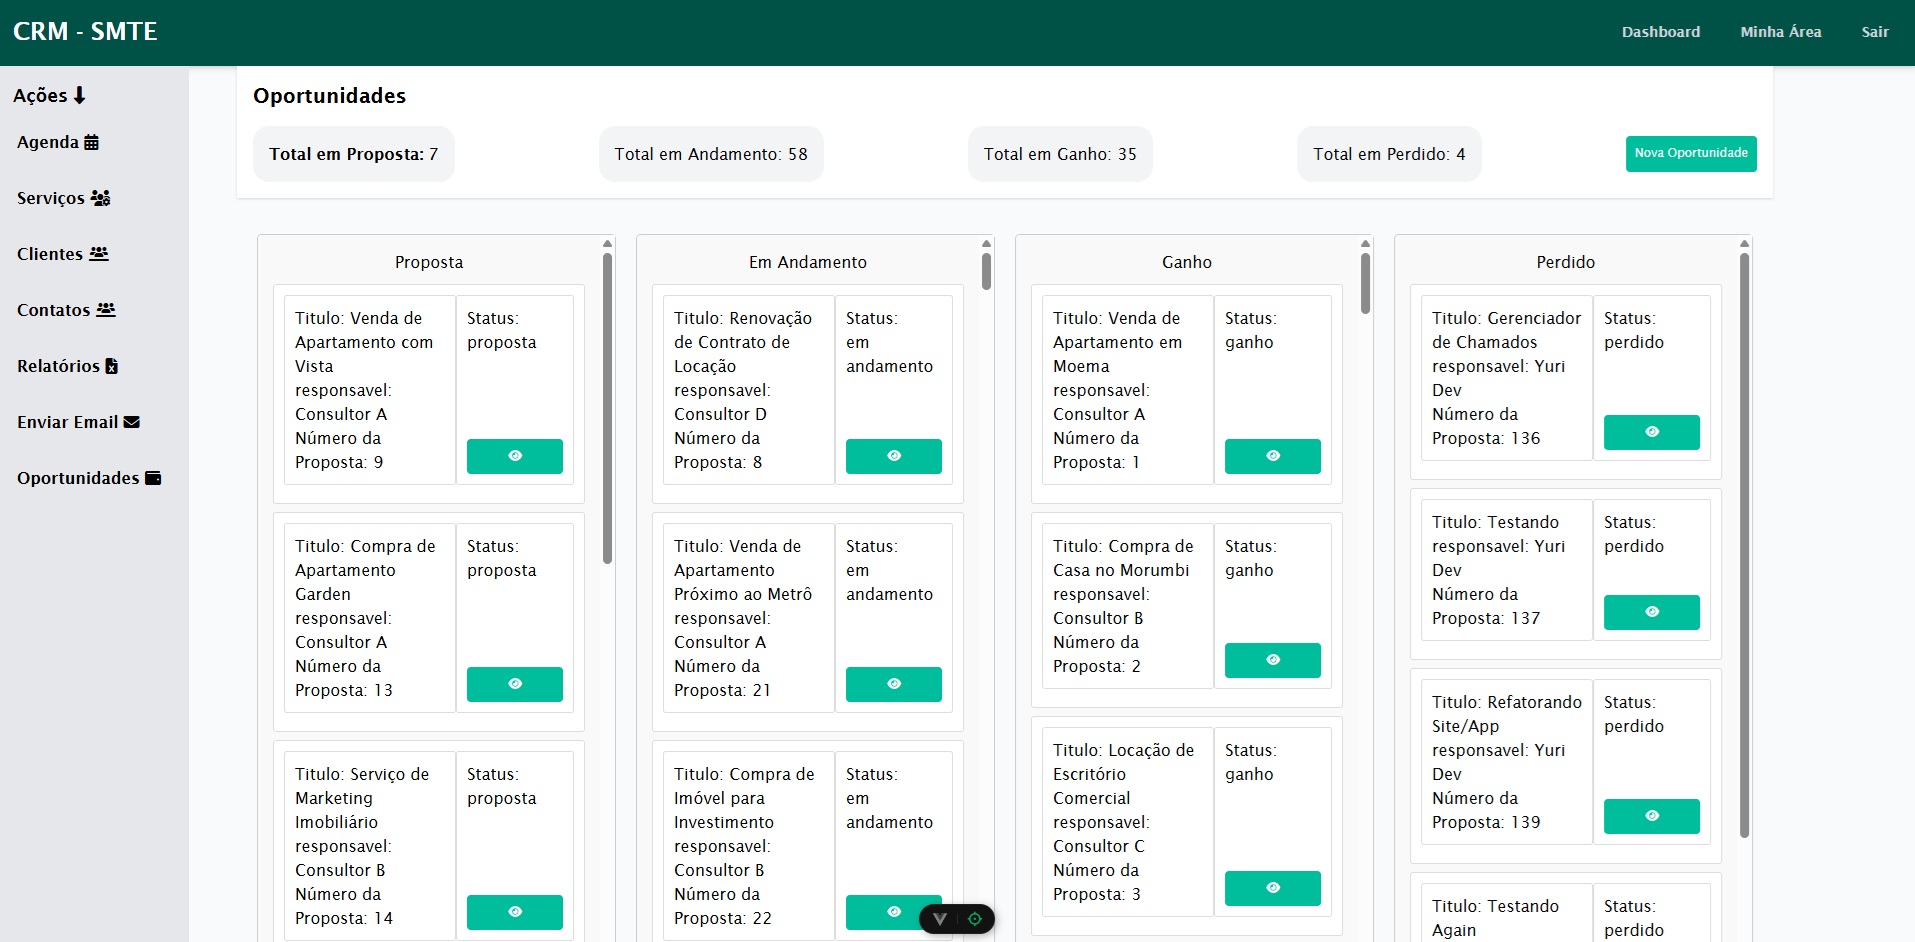 CRM - SMTE
Dashboard
Minha Área
Sair
Ações
Agenda
Serviços
Clientes
Contatos
Relatórios
Enviar Email
Oportunidades
Oportunidades
Total em Proposta: 7
Total em Andamento: 58
Total em Ganho: 35
Total em Perdido: 4
Nova Oportunidade
Proposta
Titulo: Venda de
Apartamento com
Vista
responsavel:
Consultor A
Número da
Proposta: 9
Status:
proposta
Titulo: Compra de
Apartamento
Garden
responsavel:
Consultor A
Número da
Proposta: 13
Status:
proposta
Titulo: Serviço de
Marketing
Imobiliário
responsavel:
Consultor B
Número da
Proposta: 14
Status:
proposta
Em Andamento
Titulo: Renovação
de Contrato de
Locação
responsavel:
Consultor D
Número da
Proposta: 8
Status:
em
andamento
Titulo: Venda de
Apartamento
Próximo ao Metrô
responsavel:
Consultor A
Número da
Proposta: 21
Status:
em
andamento
Titulo: Compra de
Imóvel para
Investimento
responsavel:
Consultor B
Número da
Proposta: 22
Status:
em
andamento
Ganho
Titulo: Venda de
Apartamento em
Moema
responsavel:
Consultor A
Número da
Proposta: 1
Status:
ganho
Titulo: Compra de
Casa no Morumbi
responsavel:
Consultor B
Número da
Proposta: 2
Status:
ganho
Titulo: Locação de
Escritório
Comercial
responsavel:
Consultor C
Número da
Proposta: 3
Status:
ganho
Perdido
Titulo: Gerenciador
de Chamados
responsavel: Yuri
Dev
Número da
Proposta: 136
Status:
perdido
Titulo: Testando
responsavel: Yuri
Dev
Número da
Proposta: 137
Status:
perdido
Titulo: Refatorando
Site/App
responsavel: Yuri
Dev
Número da
Proposta: 139
Status:
perdido
Titulo: Testando
Again
Status:
perdido